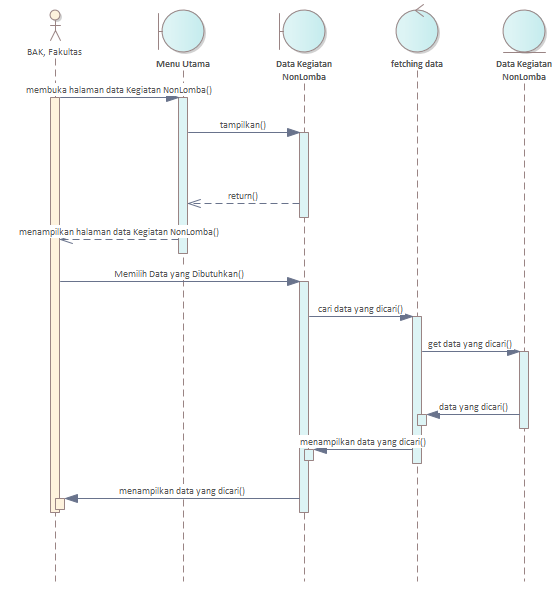 BAK, Fakultas
Menu Utama
Data Kegiatan
NonLomba
fetching data
Data Kegiatan
NonLomba
membuka halaman data Kegiatan NonLomba()
tampilkan()
return()
menampilkan halaman data Kegiatan NonLomba()
Memilih Data yang Dibutuhkan()
cari data yang dicari()
get data yang dicari()
data yang dicari()
menampilkan data yang dicari()
menampilkan data yang dicari()